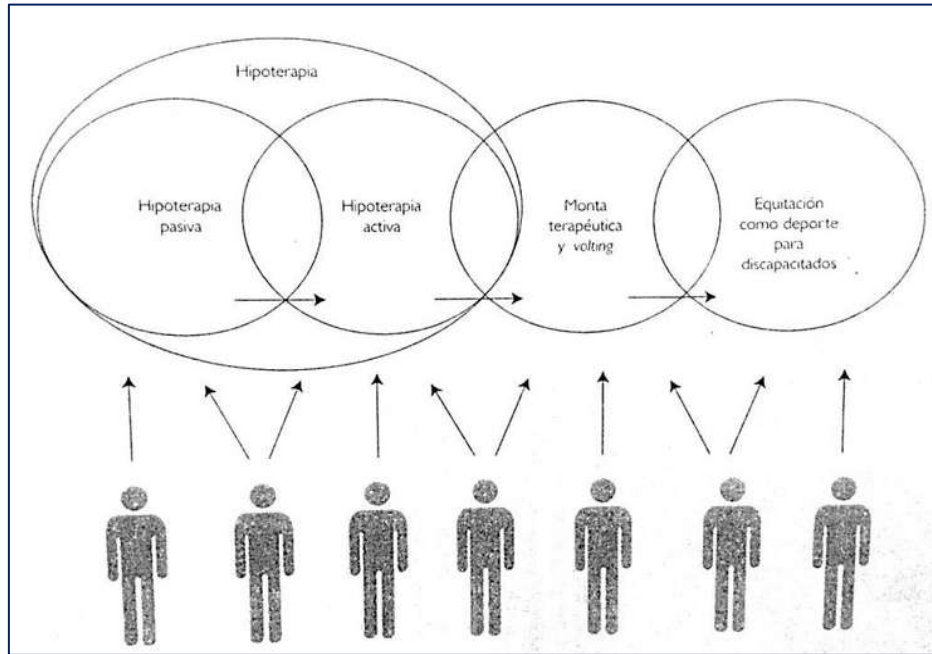 Hipoterapia
Hipoterapia
pasiva
Hipoterapia
activa
Monta
terapéutica
y volting
Equitación
como deporte
para
discapacitados